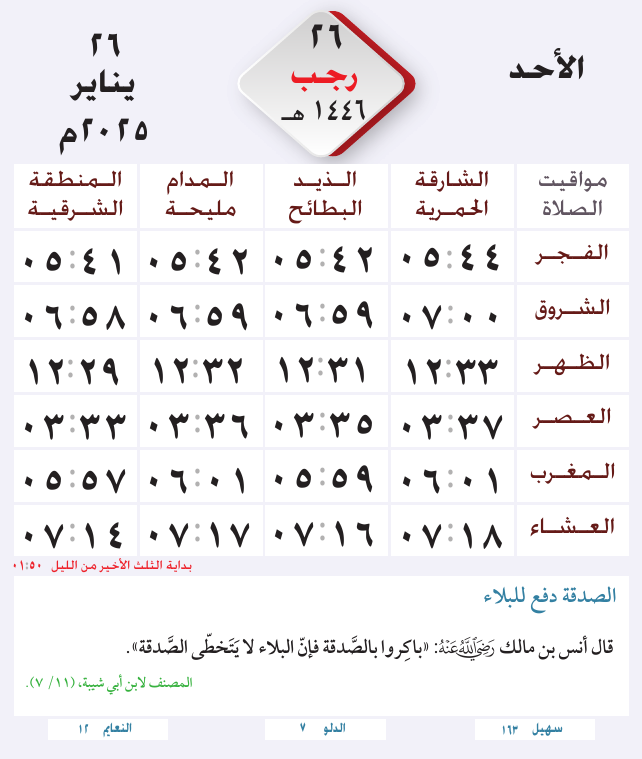 الأحد
٢٦
رجب
١٤٤٦ هـ
٢٦
يناير
٢٠٢٥م
مواقيت الصلاة | الشارقة الحمرية | الذيد البطائح | المدام مليحة | المنطقة الشرقية
الفجر ٠٥:٤٤ ٠٥:٤٢ ٠٥:٤٢ ٠٥:٤١
الشروق ٠٧:٠٠ ٠٦:٥٩ ٠٦:٥٩ ٠٦:٥٨
الظهر ١٢:٣٣ ١٢:٣١ ١٢:٣٢ ١٢:٢٩
العصر ٠٣:٣٧ ٠٣:٣٥ ٠٣:٣٦ ٠٣:٣٣
المغرب ٠٦:٠١ ٠٥:٥٩ ٠٦:٠١ ٠٥:٥٧
العشاء ٠٧:١٨ ٠٧:١٦ ٠٧:١٧ ٠٧:١٤
بداية الثلث الأخير من الليل ٠١:٥٠
الصدقة دفع للبلاء
قال أنس بن مالك رَضِيَ اللَّهُ عَنْهُ: «باكِروا بالصَّدقة فإنّ البلاء لا يَتَخطّى الصَّدقة».
المصنف لابن أبي شيبة، (١١/ ٧).
سهيل ١٦٣ الدلو ٧ النعايم ١٢